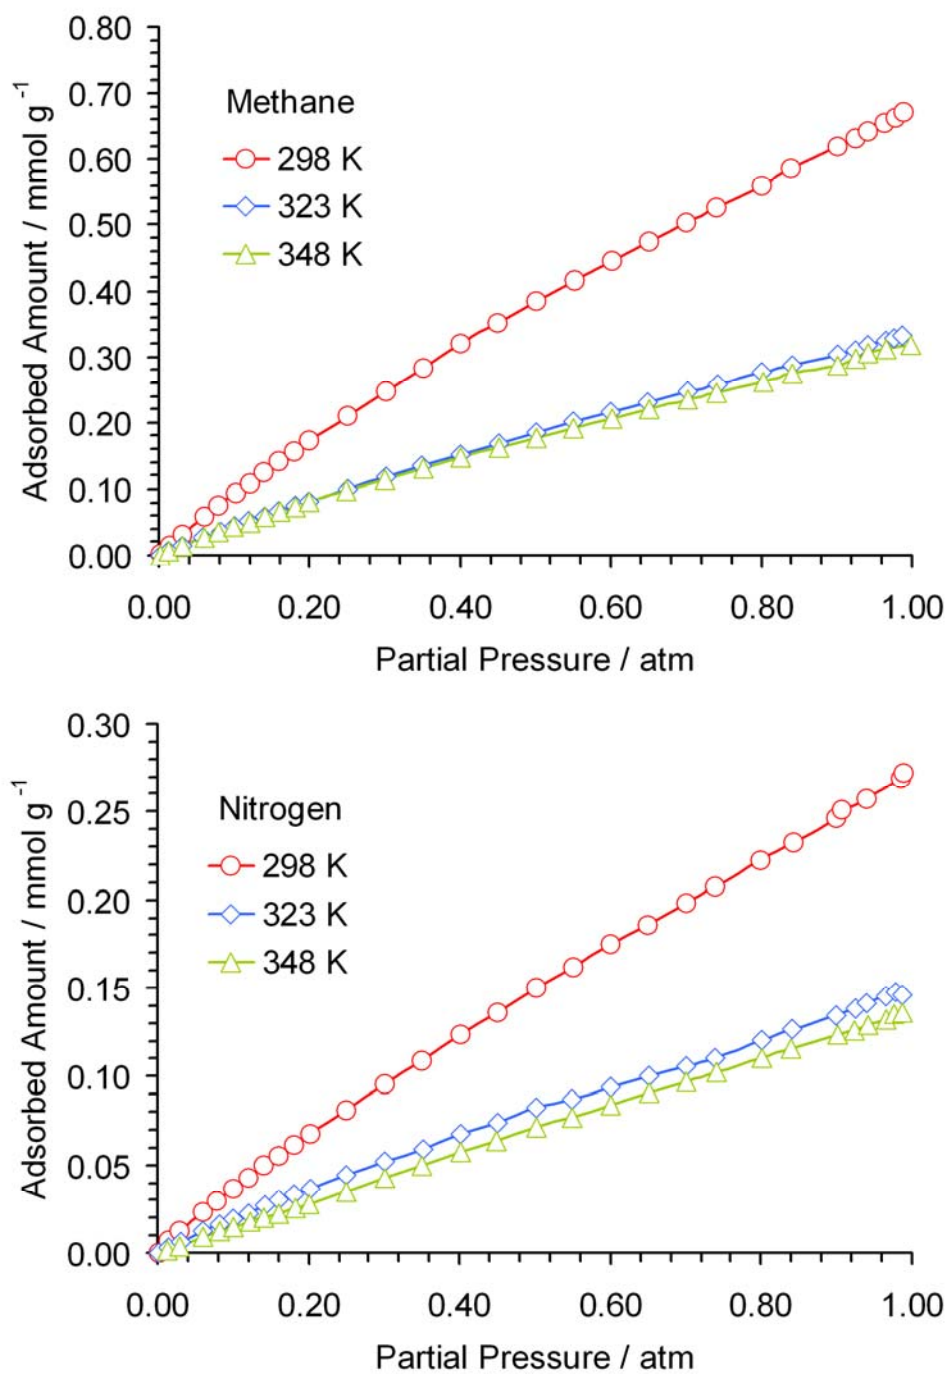 0.80
0.70
0.60
0.50
0.40
0.30
0.20
0.10
0.00
Adsorbed Amount / mmol g⁻¹
Methane
298 K
323 K
348 K
0.00 0.20 0.40 0.60 0.80 1.00
Partial Pressure / atm
0.30
0.25
0.20
0.15
0.10
0.05
0.00
Adsorbed Amount / mmol g⁻¹
Nitrogen
298 K
323 K
348 K
0.00 0.20 0.40 0.60 0.80 1.00
Partial Pressure / atm